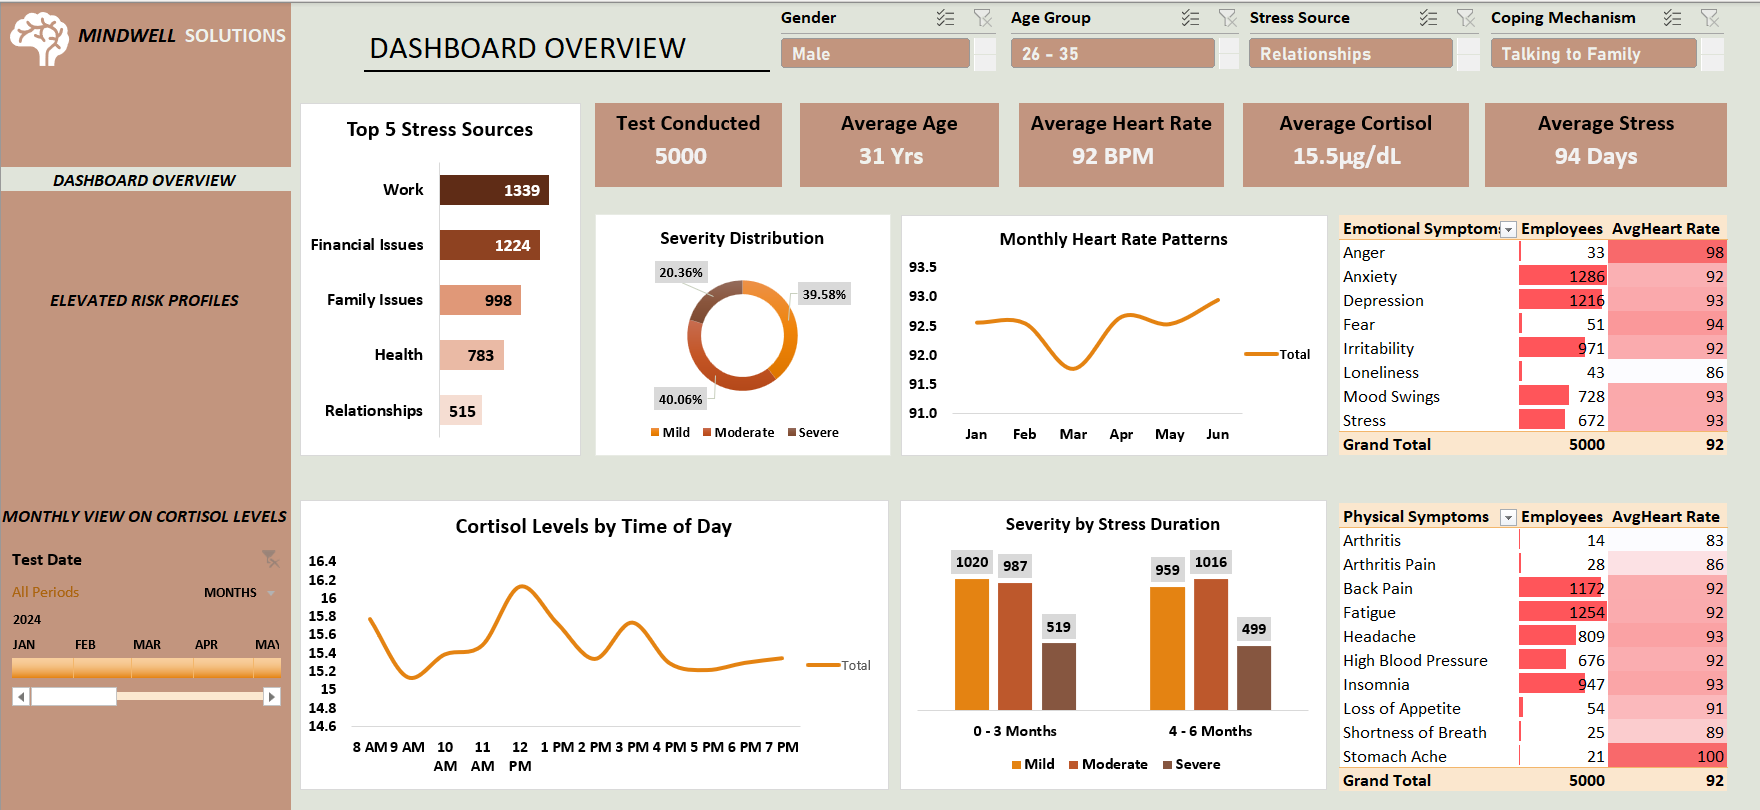 MINDWELL SOLUTIONS
DASHBOARD OVERVIEW
ELEVATED RISK PROFILES
MONTHLY VIEW ON CORTISOL LEVELS
Test Date
All Periods
MONTHS
2024
JAN FEB MAR APR MAY
DASHBOARD OVERVIEW
Gender
Male
Age Group
26 - 35
Stress Source
Relationships
Coping Mechanism
Talking to Family
Test Conducted
5000
Average Age
31 Yrs
Average Heart Rate
92 BPM
Average Cortisol
15.5µg/dL
Average Stress
94 Days
Top 5 Stress Sources
Work 1339
Financial Issues 1224
Family Issues 998
Health 783
Relationships 515
Severity Distribution
20.36%
39.58%
40.06%
Mild Moderate Severe
Monthly Heart Rate Patterns
93.5
93.0
92.5
92.0
91.5
91.0
Jan Feb Mar Apr May Jun
Total
Emotional Symptoms Employees AvgHeart Rate
Anger 33 98
Anxiety 1286 92
Depression 1216 93
Fear 51 94
Irritability 971 92
Loneliness 43 86
Mood Swings 728 93
Stress 672 93
Grand Total 5000 92
Cortisol Levels by Time of Day
16.4
16.2
16
15.8
15.6
15.4
15.2
15
14.8
14.6
8 AM 9 AM 10 AM 11 AM 12 PM 1 PM 2 PM 3 PM 4 PM 5 PM 6 PM 7 PM
Total
Severity by Stress Duration
1020 987 519 959 1016 499
0 - 3 Months 4 - 6 Months
Mild Moderate Severe
Physical Symptoms Employees AvgHeart Rate
Arthritis 14 83
Arthritis Pain 28 86
Back Pain 1172 92
Fatigue 1254 92
Headache 809 93
High Blood Pressure 676 92
Insomnia 947 93
Loss of Appetite 54 91
Shortness of Breath 25 89
Stomach Ache 21 100
Grand Total 5000 92